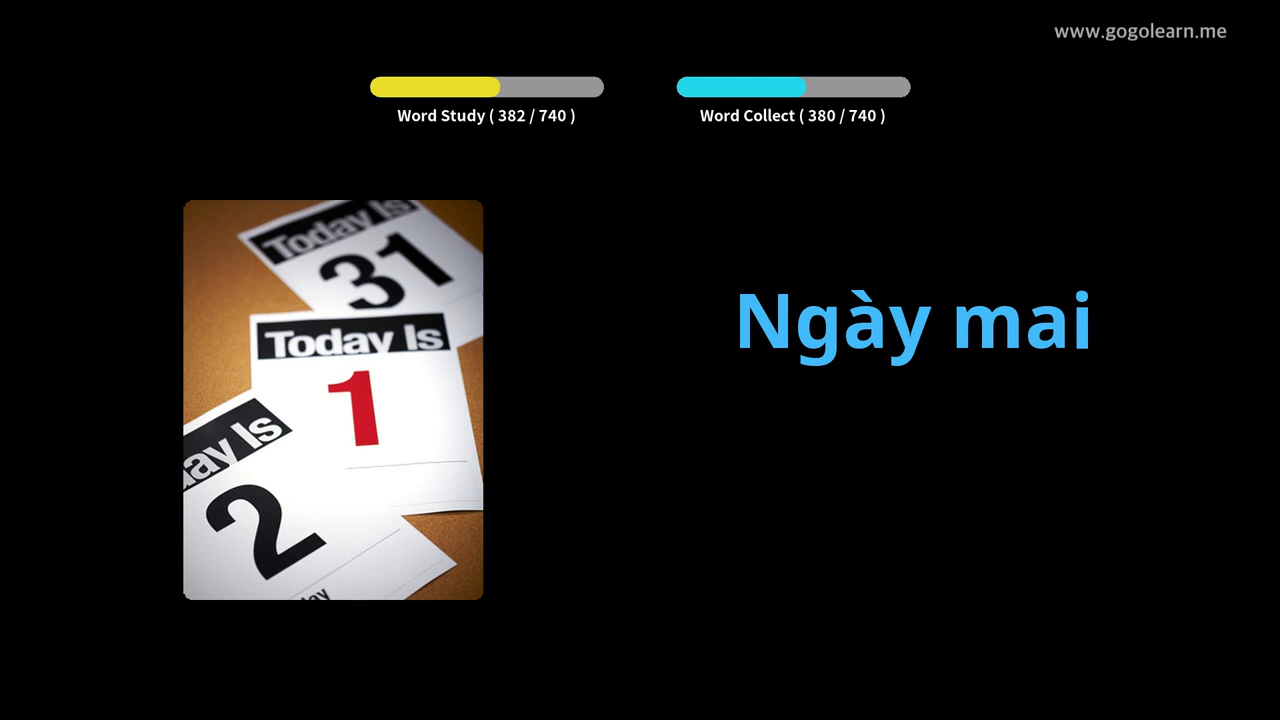 www.gogolearn.me
Word Study ( 382 / 740 )
Word Collect ( 380 / 740 )
Today Is
31
Today Is
1
ay Is
2
Ngày mai